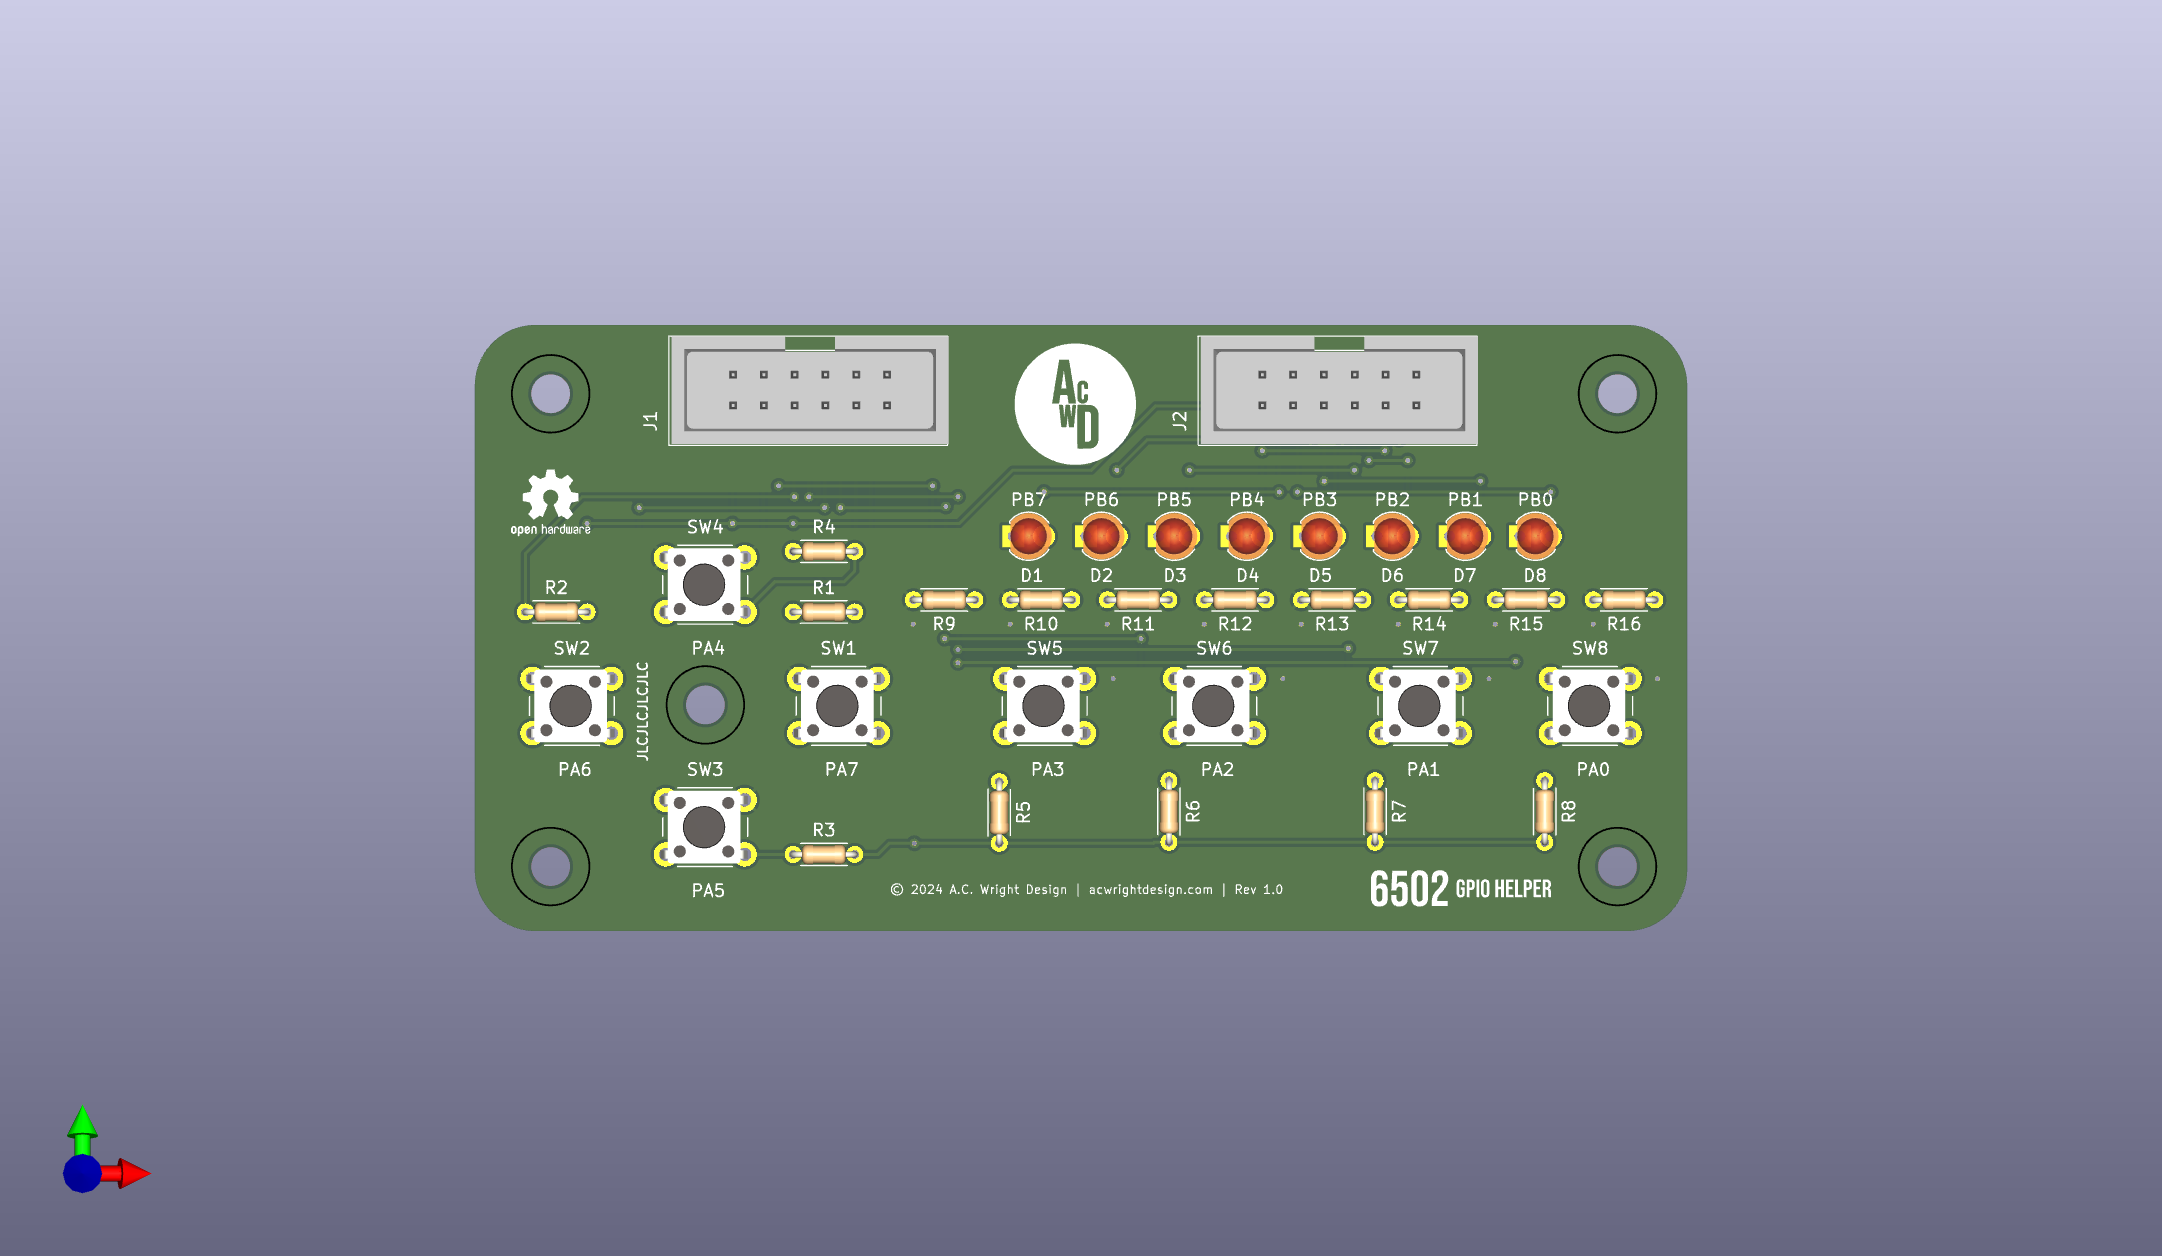 J1
AC
WD
J2
open hardware
PB7 PB6 PB5 PB4 PB3 PB2 PB1 PB0
SW4 R4
D1 D2 D3 D4 D5 D6 D7 D8
R2 R1
R9 R10 R11 R12 R13 R14 R15 R16
SW2 PA4 SW1 SW5 SW6 SW7 SW8
JLCJLCJLCJLC
PA6 SW3 PA7 PA3 PA2 PA1 PA0
R5 R6 R7 R8
R3
PA5
© 2024 A.C. Wright Design | acwrightdesign.com | Rev 1.0
6502 GPIO HELPER